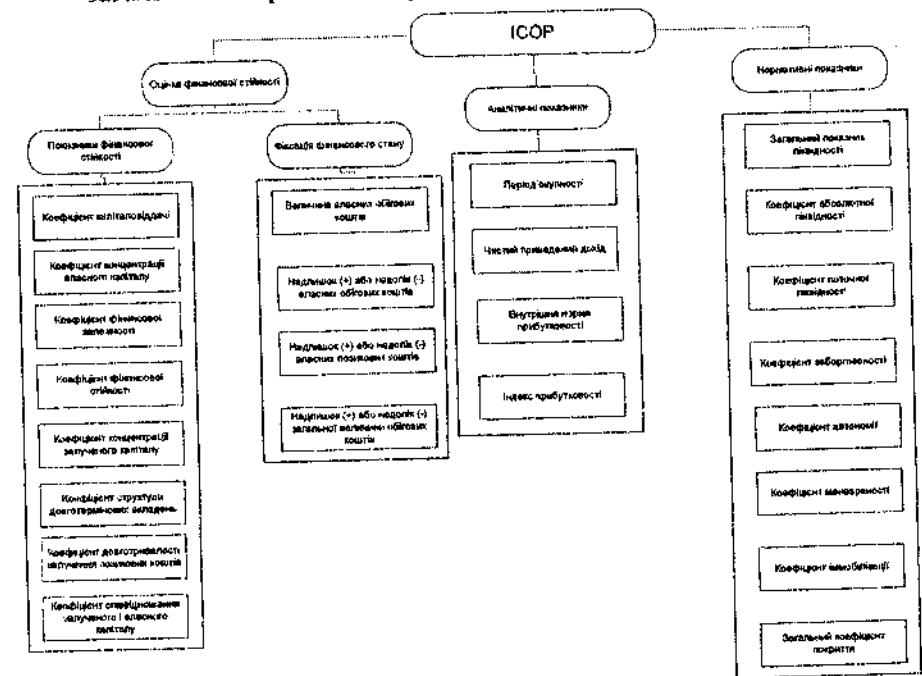 ІСОР
Оцінка фінансової стійкості
Аналітичні показники
Нормативні показники
Показники фінансової
стійкості
Фіксація фінансового стану
Коефіцієнт капіталовіддачі
Коефіцієнт концентрації
власного капіталу
Коефіцієнт фінансової
залежності
Коефіцієнт фінансової
стійкості
Коефіцієнт концентрації
залученого капіталу
Коефіцієнт структури
довготермінових вкладень
Коефіцієнт довготривалості
залучення позикових коштів
Коефіцієнт співвідношення
залученого і власного
капіталу
Величина власних обігових
коштів
Надлишок (+) або недолік (-)
власних обігових коштів
Надлишок (+) або недолік (-)
власних позикових коштів
Надлишок (+) або недолік (-)
загальної величини обігових
коштів
Період окупності
Чистий приведений дохід
Внутрішня норма
прибутковості
Індекс прибутковості
Загальний показник
ліквідності
Коефіцієнт абсолютної
ліквідності
Коефіцієнт поточної
ліквідності
Коефіцієнт заборгованості
Коефіцієнт автономії
Коефіцієнт маневреності
Коефіцієнт іммобілізації
Загальний коефіцієнт
покриття